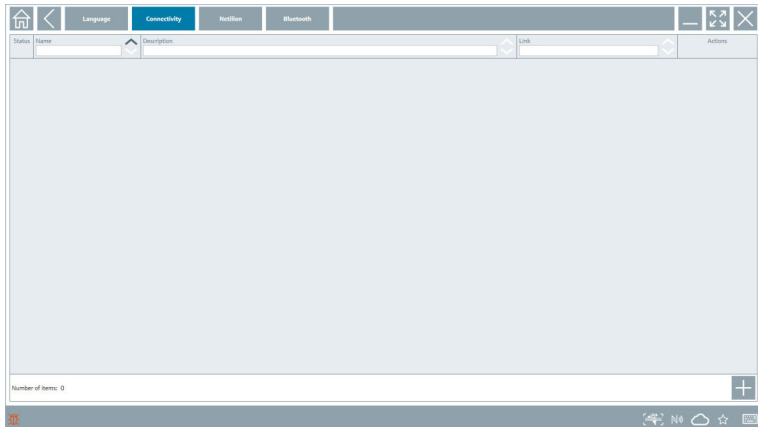 Language Connectivity Netilion Bluetooth
Status Name Description Link Actions
Number of items: 0